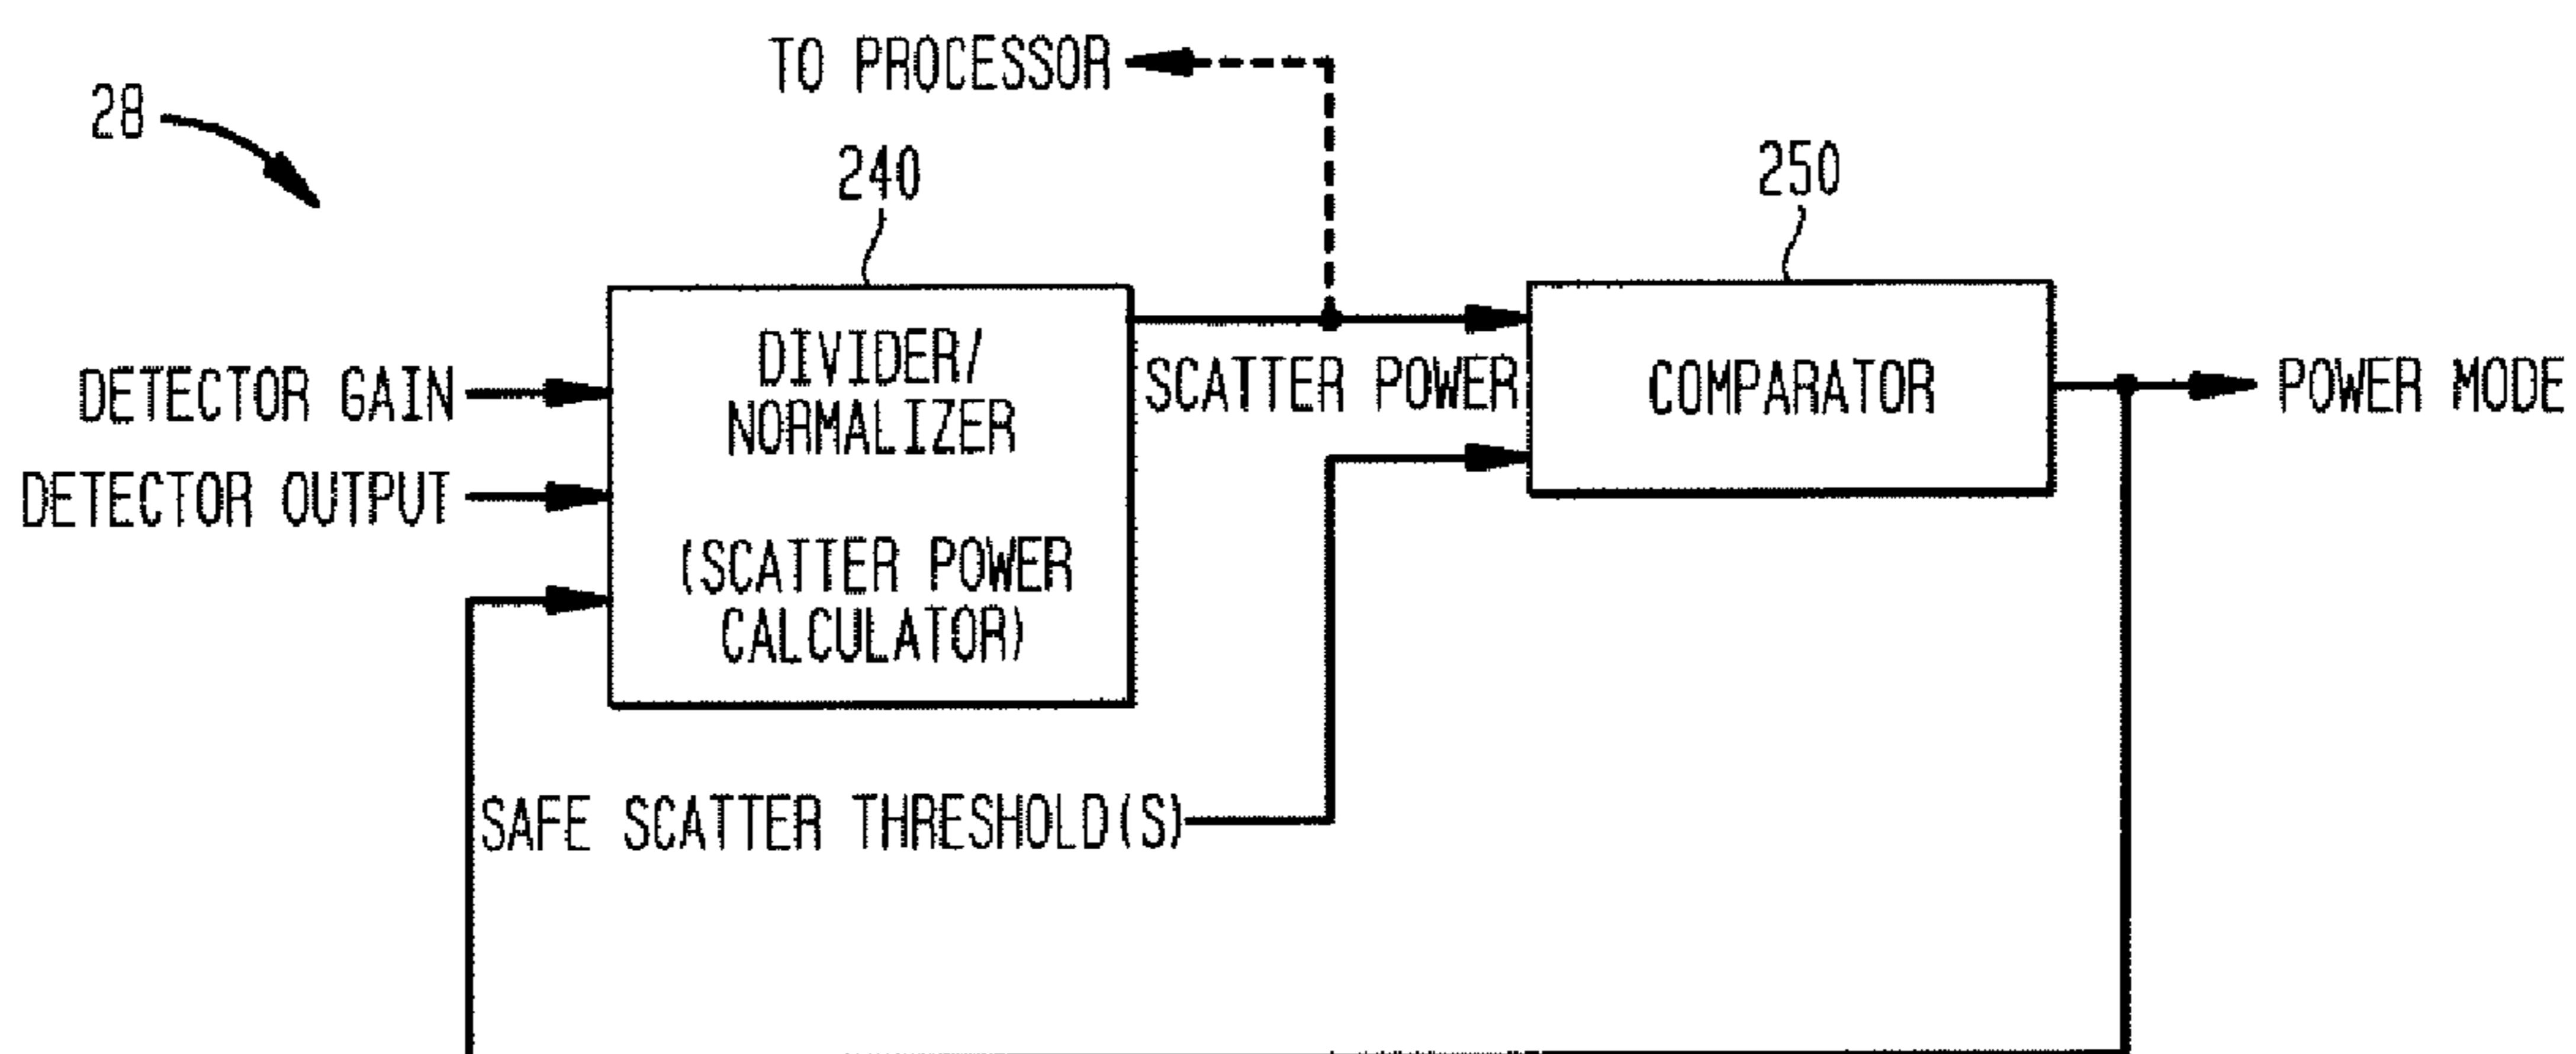 TO PROCESSOR
28
240
250
DIVIDER/
NORMALIZER
(SCATTER POWER
CALCULATOR)
DETECTOR GAIN
DETECTOR OUTPUT
SCATTER POWER
COMPARATOR
POWER MODE
SAFE SCATTER THRESHOLD(S)